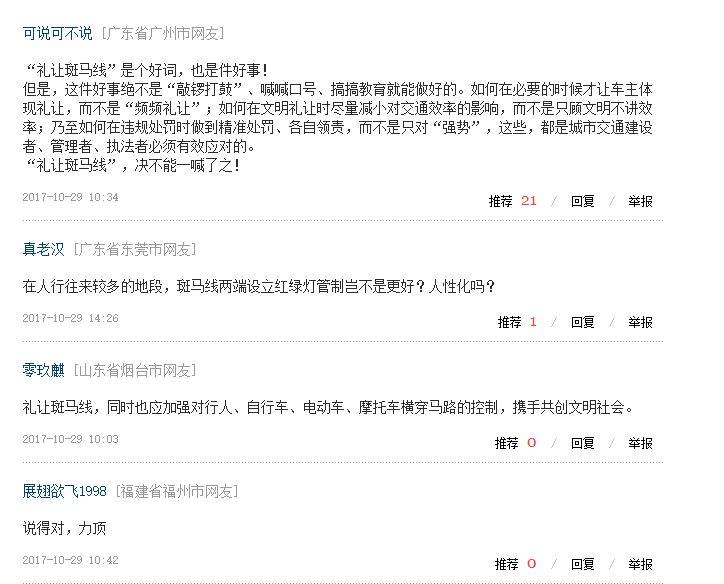 可说可不说 [广东省广州市网友]
“礼让斑马线”是个好词，也是件好事！
但是，这件好事绝不是“敲锣打鼓”、喊喊口号、搞搞教育就能做好的。如何在必要的时候才让车主体
现礼让，而不是“频频礼让”；如何在文明礼让时尽量减小对交通效率的影响，而不是只顾文明不讲效
率；乃至如何在违规处罚时做到精准处罚、各自领责，而不是只对“强势”，这些，都是城市交通建设
者、管理者、执法者必须有效应对的。
“礼让斑马线”，决不能一喊了之！
2017-10-29 10:34 推荐 21 / 回复 / 举报
真老汉 [广东省东莞市网友]
在人行往来较多的地段，斑马线两端设立红绿灯管制岂不是更好？人性化吗？
2017-10-29 14:26 推荐 1 / 回复 / 举报
零玖麒 [山东省烟台市网友]
礼让斑马线，同时也应加强对行人、自行车、电动车、摩托车横穿马路的控制，携手共创文明社会。
2017-10-29 10:03 推荐 0 / 回复 / 举报
展翅欲飞1998 [福建省福州市网友]
说得对，力顶
2017-10-29 10:42 推荐 0 / 回复 / 举报